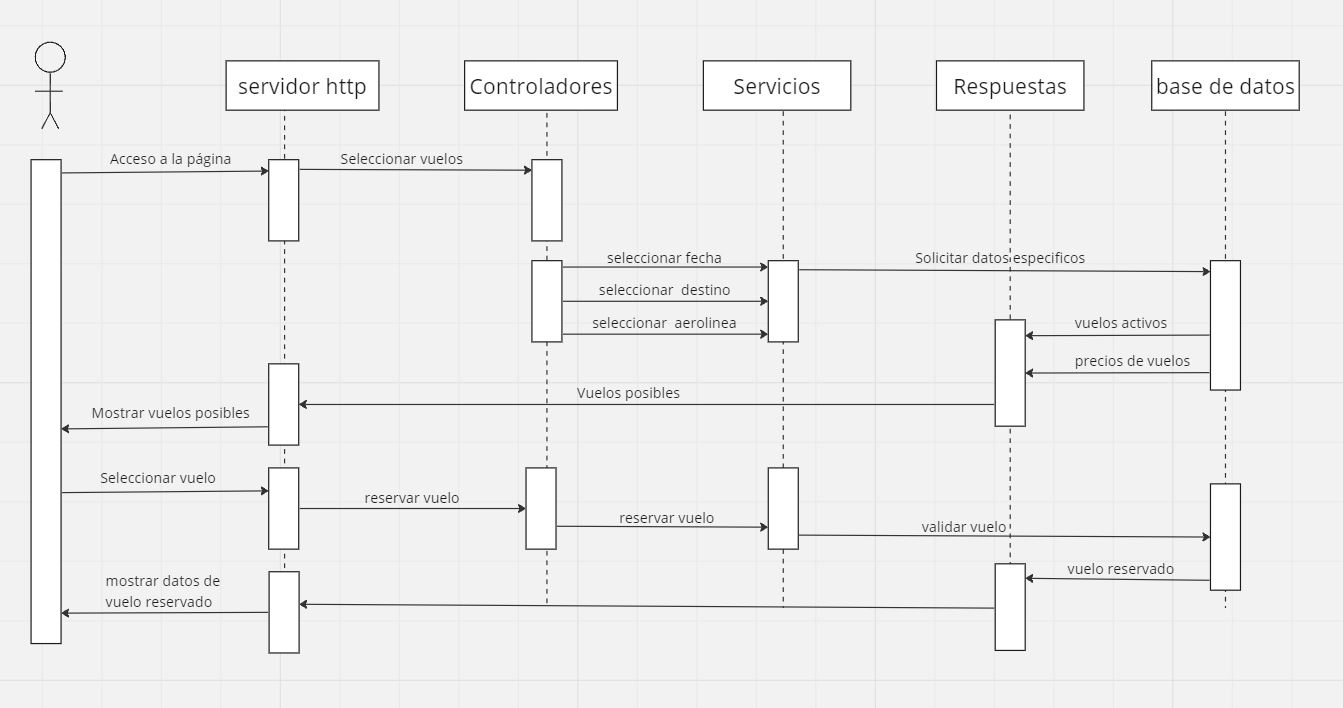 servidor http
Controladores
Servicios
Respuestas
base de datos
Acceso a la página
Seleccionar vuelos
seleccionar fecha
Solicitar datos especificos
seleccionar destino
seleccionar aerolinea
vuelos activos
precios de vuelos
Vuelos posibles
Mostrar vuelos posibles
Seleccionar vuelo
reservar vuelo
reservar vuelo
validar vuelo
vuelo reservado
mostrar datos de
vuelo reservado